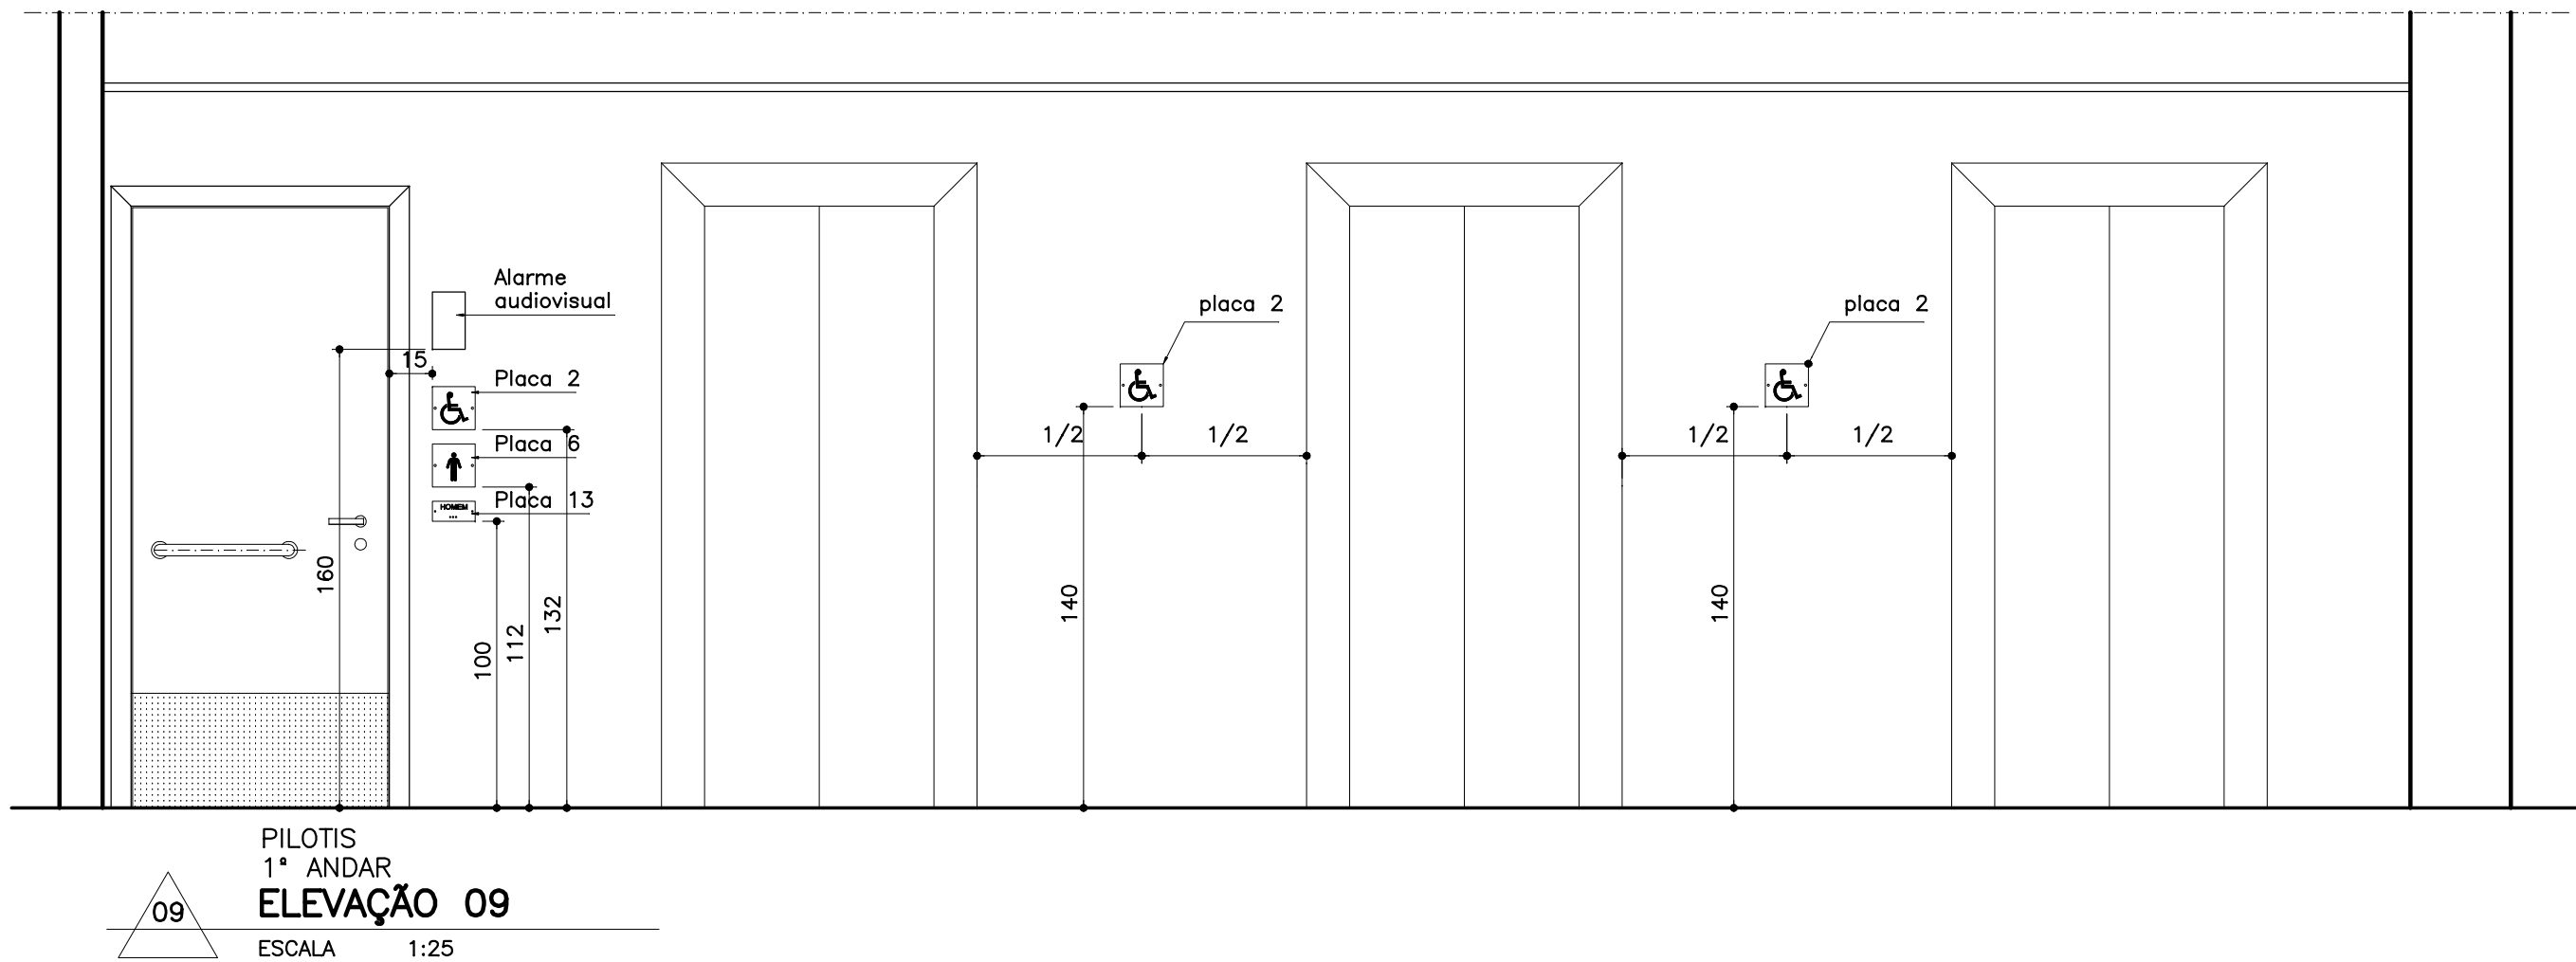 Alarme
audiovisual
placa 2
placa 2
15
Placa 2
Placa 6
1/2
1/2
1/2
1/2
Placa 13
HOMEM
160
132
140
140
112
100
PILOTIS
1ª ANDAR
ELEVAÇÃO 09
09
ESCALA 1:25